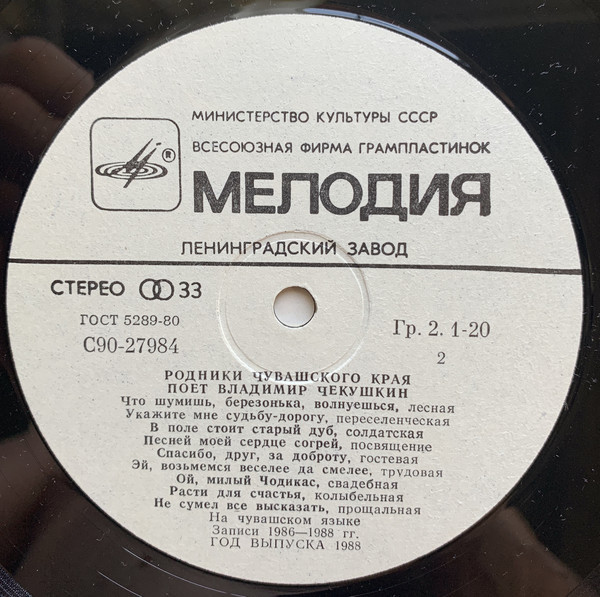 МИНИСТЕРСТВО КУЛЬТУРЫ СССР
ВСЕСОЮЗНАЯ ФИРМА ГРАМПЛАСТИНОК
®
МЕЛОДИЯ
ЛЕНИНГРАДСКИЙ ЗАВОД
СТЕРЕО 33
ГОСТ 5289-80
Гр. 2. 1-20
С90-27984
2
РОДНИКИ ЧУВАШСКОГО КРАЯ
ПОЕТ ВЛАДИМИР ЧЕКУШКИН
Что шумишь, березонька, волнуешься, лесная
Укажите мне судьбу-дорогу, переселенческая
В поле стоит старый дуб, солдатская
Песней моей сердце согрей, посвящение
Спасибо, друг, за доброту, гостевая
Эй, возьмемся веселее да смелее, трудовая
Ой, милый Чодикас, свадебная
Расти для счастья, колыбельная
Не сумел все высказать, прощальная
На чувашском языке
Записи 1986—1988 гг.
ГОД ВЫПУСКА 1988